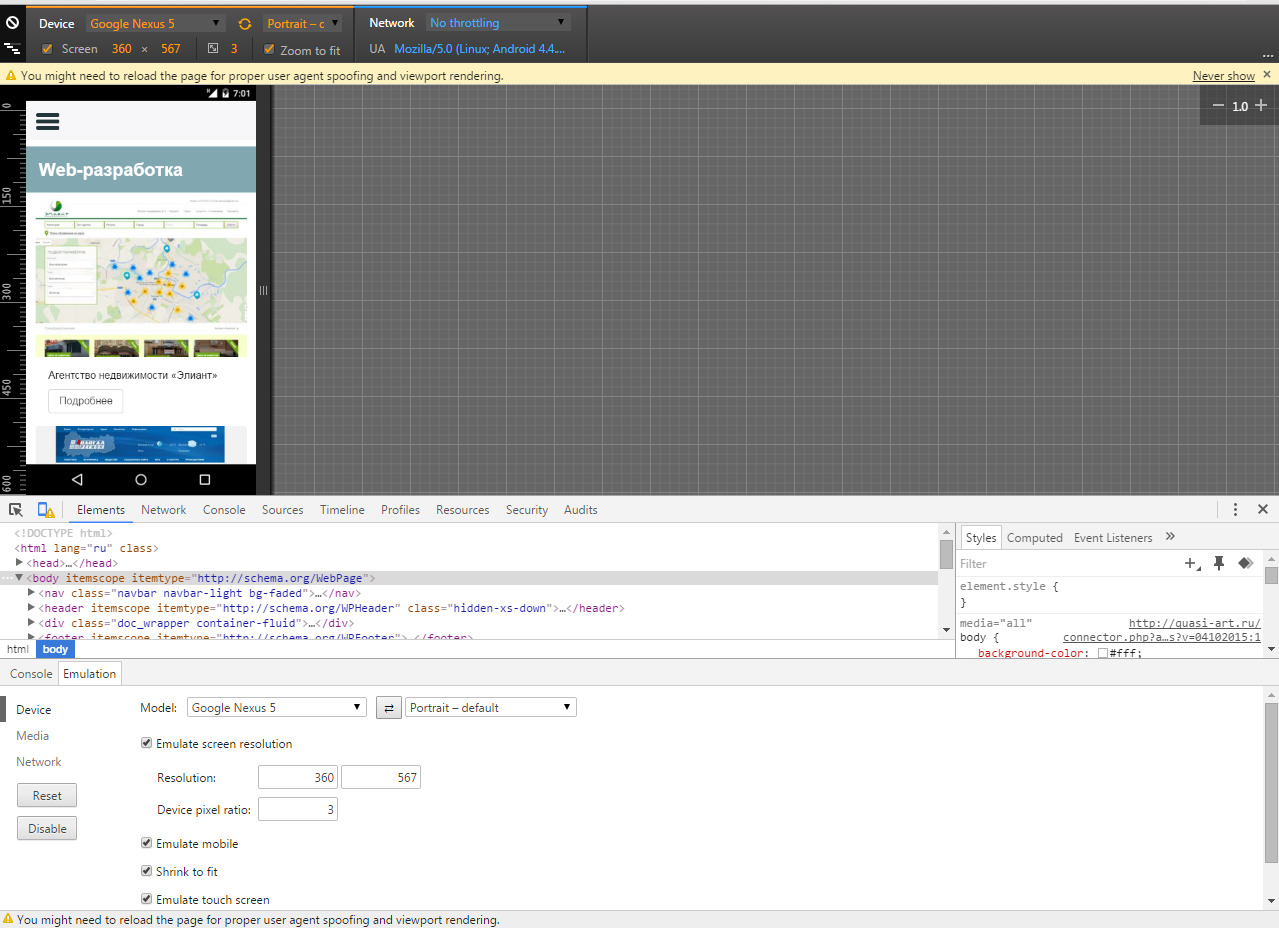 Device Google Nexus 5 Portrait – c Network No throttling
Screen 360 × 567 3 Zoom to fit UA Mozilla/5.0 (Linux; Android 4.4.... ...
You might need to reload the page for proper user agent spoofing and viewport rendering. Never show ×
7:01
1.0
0
150
300
450
600
Web-разработка
Агентство недвижимости «Элиант»
Подробнее
Elements Network Console Sources Timeline Profiles Resources Security Audits
<!DOCTYPE html>
<html lang="ru" class>
<head>…</head>
<body itemscope itemtype="http://schema.org/WebPage">
<nav class="navbar navbar-light bg-faded">…</nav>
<header itemscope itemtype="http://schema.org/WPHeader" class="hidden-xs-down">…</header>
<div class="doc_wrapper container-fluid">…</div>
<footer itemscope itemtype="http://schema.org/WPFooter">…</footer>
html body
Styles Computed Event Listeners »
Filter
element.style {
}
media="all" http://quasi-art.ru/
body { connector.php?a…s?v=04102015:1
background-color: #fff;
Console Emulation
Device
Media
Network
Reset
Disable
Model: Google Nexus 5 Portrait – default
Emulate screen resolution
Resolution: 360 567
Device pixel ratio: 3
Emulate mobile
Shrink to fit
Emulate touch screen
You might need to reload the page for proper user agent spoofing and viewport rendering.